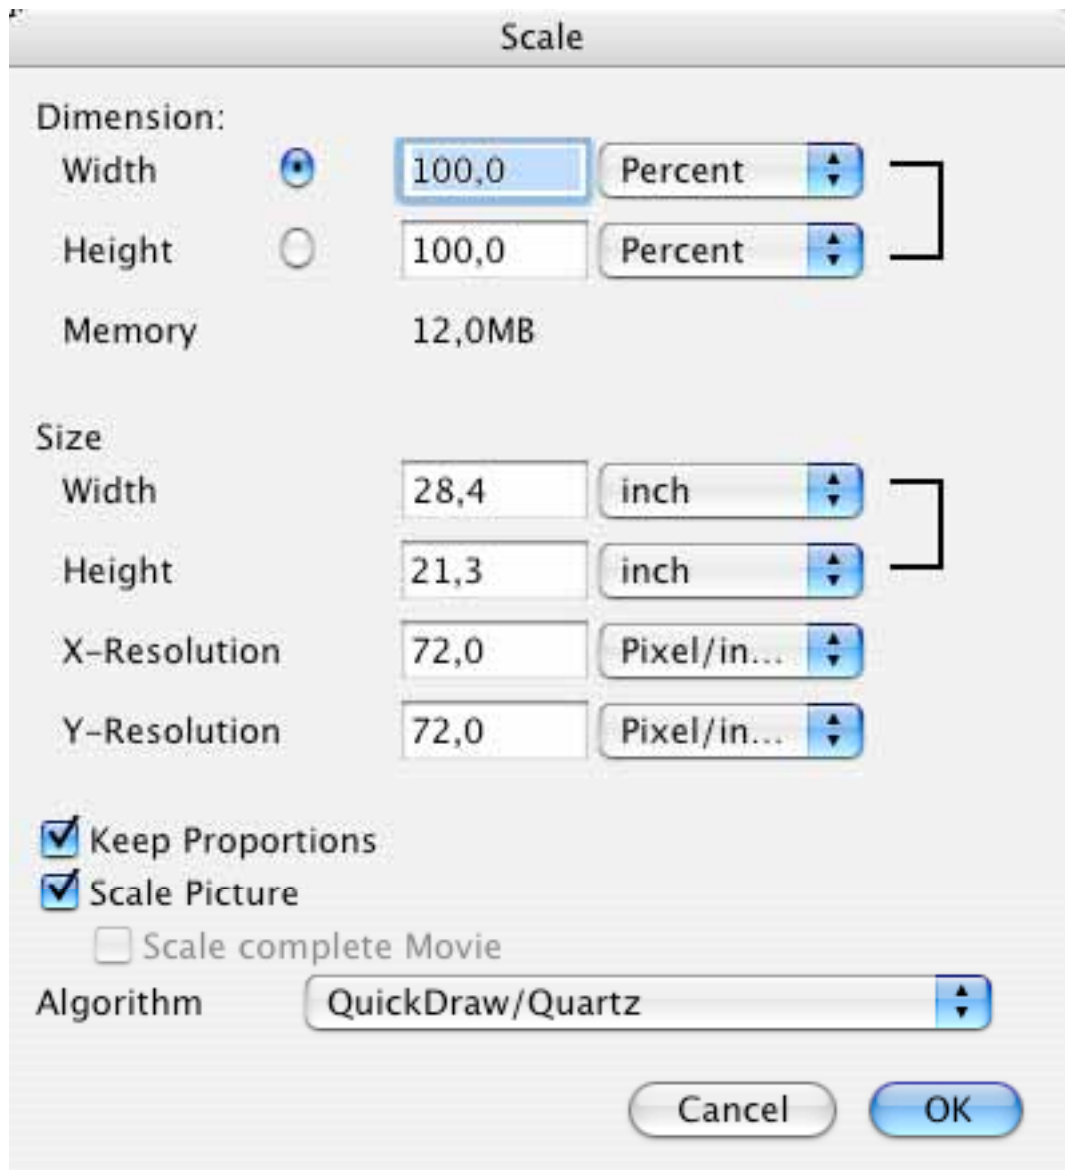 Scale
Dimension:
Width 100,0 Percent
Height 100,0 Percent
Memory 12,0MB
Size
Width 28,4 inch
Height 21,3 inch
X-Resolution 72,0 Pixel/in...
Y-Resolution 72,0 Pixel/in...
Keep Proportions
Scale Picture
Scale complete Movie
Algorithm QuickDraw/Quartz
Cancel OK